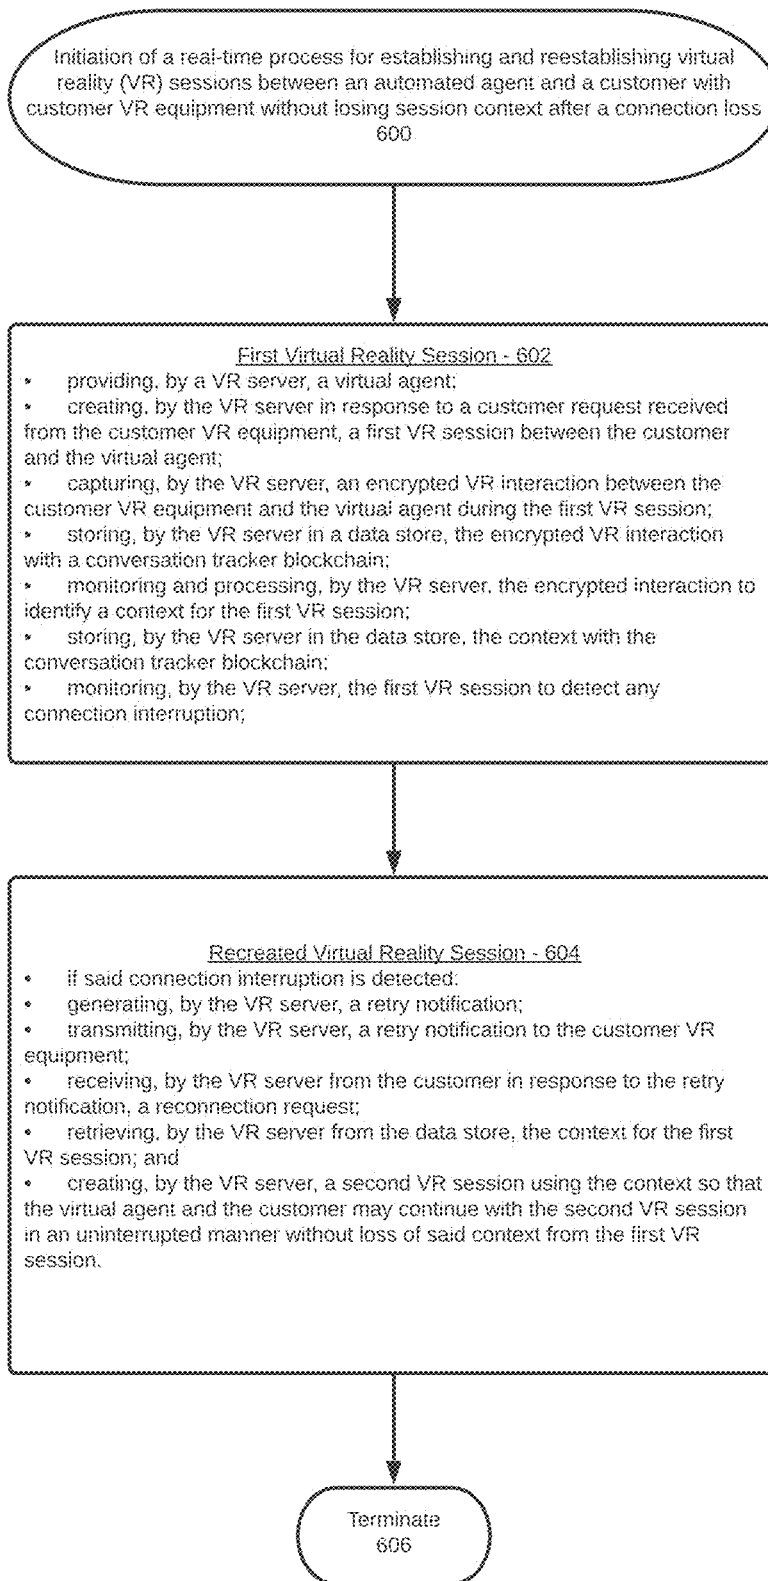 Initiation of a real-time process for establishing and reestablishing virtual
reality (VR) sessions between an automated agent and a customer with
customer VR equipment without losing session context after a connection loss
600
First Virtual Reality Session - 602
• providing, by a VR server, a virtual agent;
• creating, by the VR server in response to a customer request received
from the customer VR equipment, a first VR session between the customer
and the virtual agent;
• capturing, by the VR server, an encrypted VR interaction between the
customer VR equipment and the virtual agent during the first VR session;
• storing, by the VR server in a data store, the encrypted VR interaction
with a conversation tracker blockchain;
• monitoring and processing, by the VR server, the encrypted interaction to
identify a context for the first VR session;
• storing, by the VR server in the data store, the context with the
conversation tracker blockchain;
• monitoring, by the VR server, the first VR session to detect any
connection interruption;
Recreated Virtual Reality Session - 604
• if said connection interruption is detected:
• generating, by the VR server, a retry notification;
• transmitting, by the VR server, a retry notification to the customer VR
equipment;
• receiving, by the VR server from the customer in response to the retry
notification, a reconnection request;
• retrieving, by the VR server from the data store, the context for the first
VR session; and
• creating, by the VR server, a second VR session using the context so that
the virtual agent and the customer may continue with the second VR session
in an uninterrupted manner without loss of said context from the first VR
session.
Terminate
606